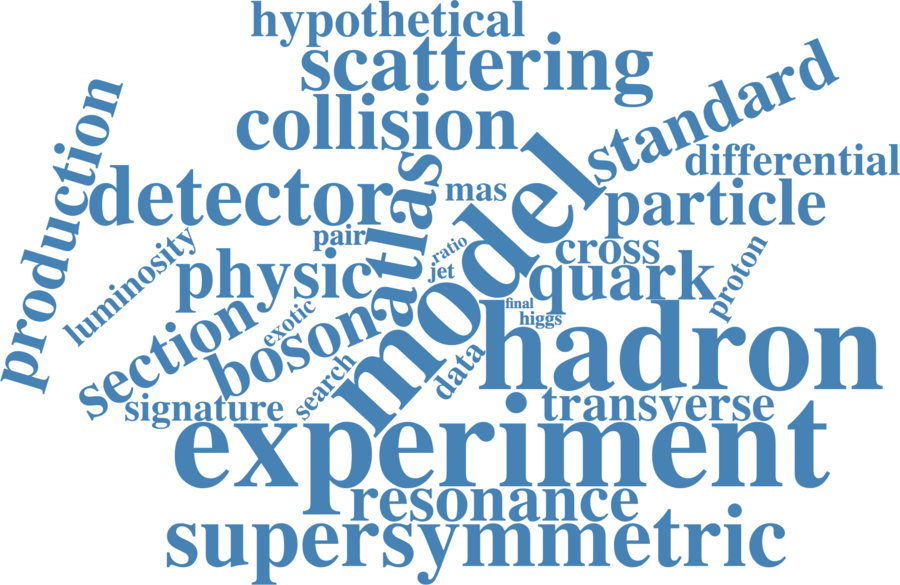 hypothetical
scattering
collision
standard
differential
production
detector
atlas
mas
model
particle
luminosity
pair
ratio
cross
physic
jet
quark
proton
section
exotic
boson
final
higgs
hadron
search
data
signature
transverse
experiment
resonance
supersymmetric